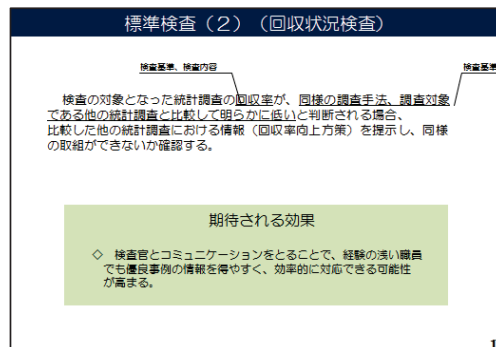 標準検査（２）（回収状況検査）
検査基準、検査内容
検査基準
検査の対象となった統計調査の回収率が、同様の調査手法、調査対象
である他の統計調査と比較して明らかに低いと判断される場合、
比較した他の統計調査における情報（回収率向上方策）を提示し、同様
の取組ができないか確認する。
期待される効果
◇ 検査官とコミュニケーションをとることで、経験の浅い職員
でも優良事例の情報を得やすく、効率的に対応できる可能性
が高まる。
1